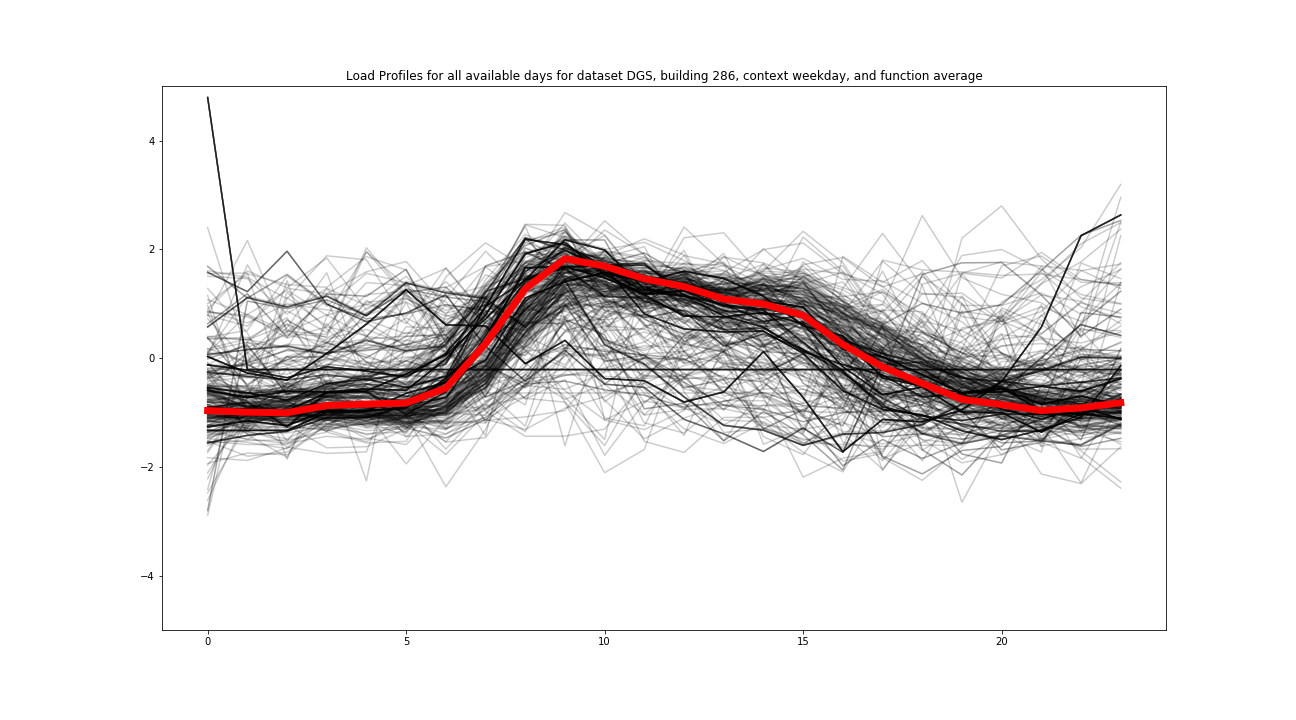 Load Profiles for all available days for dataset DGS, building 286, context weekday, and function average
4
2
0
−2
−4
0 5 10 15 20